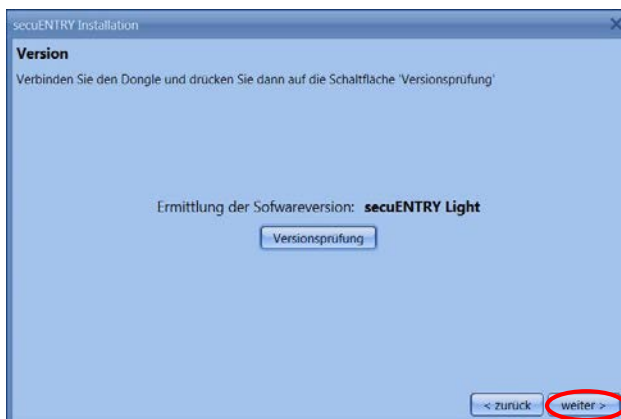 secuENTRY Installation
Version
Verbinden Sie den Dongle und drücken Sie dann auf die Schaltfläche 'Versionsprüfung'
Ermittlung der Sofwareversion: secuENTRY Light
Versionsprüfung
< zurück weiter >